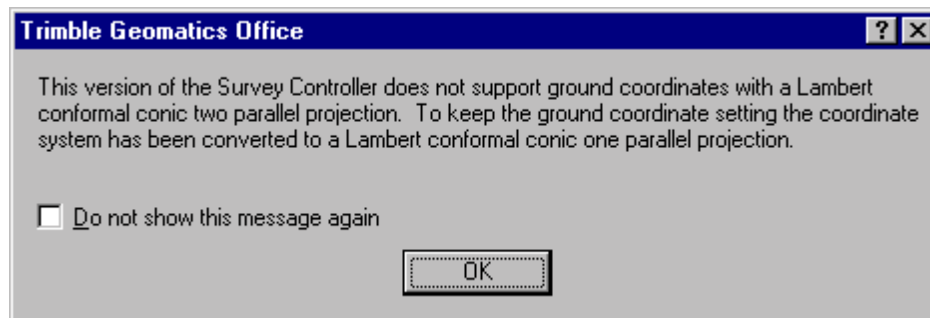 Trimble Geomatics Office
This version of the Survey Controller does not support ground coordinates with a Lambert
conformal conic two parallel projection.  To keep the ground coordinate setting the coordinate
system has been converted to a Lambert conformal conic one parallel projection.
Do not show this message again
OK